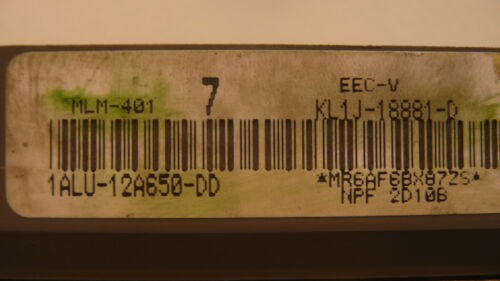 7 EEC-V
MLM-401 KL1J-18881-D
1ALU-12A650-DD *MR6AF6BX87ZS*
NPF 2D10B